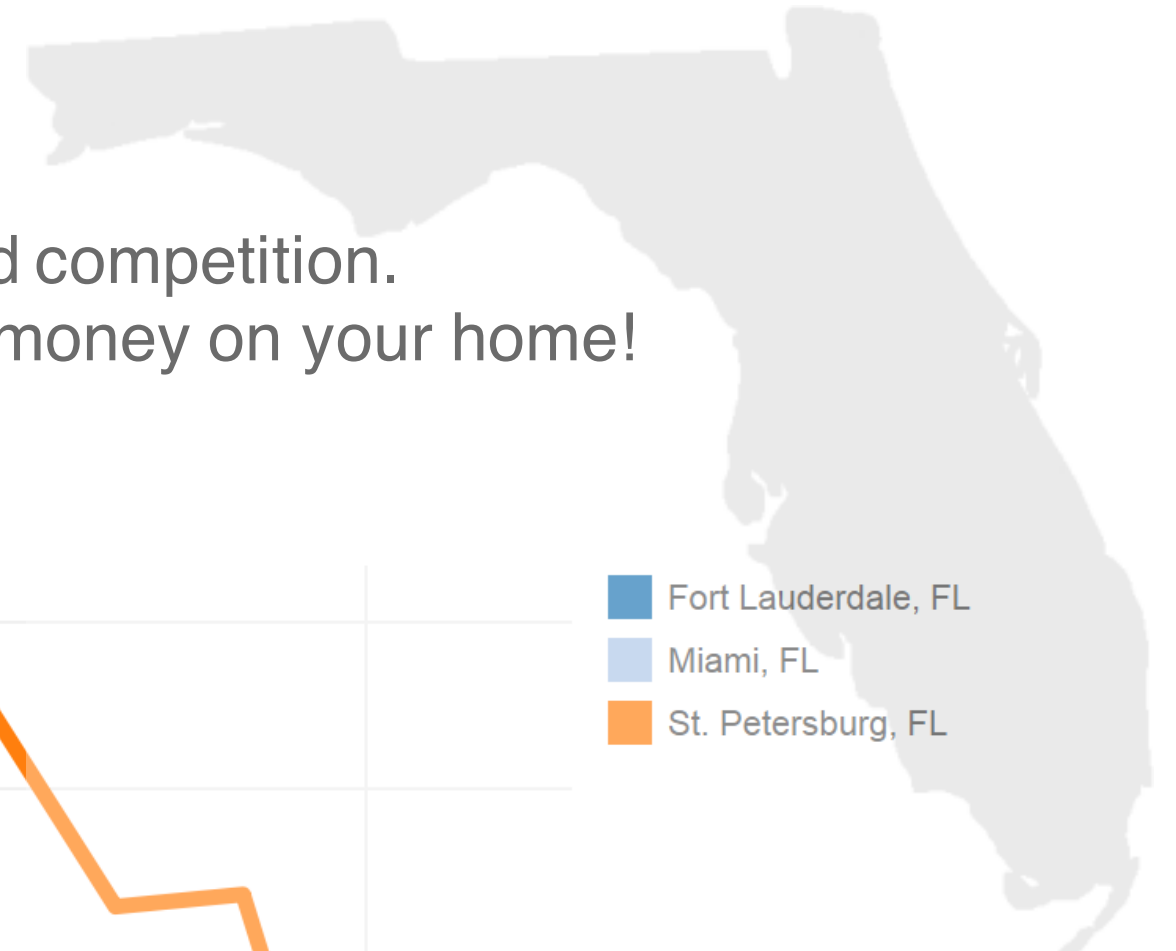 competition.
money on your home!
Fort Lauderdale, FL
Miami, FL
St. Petersburg, FL